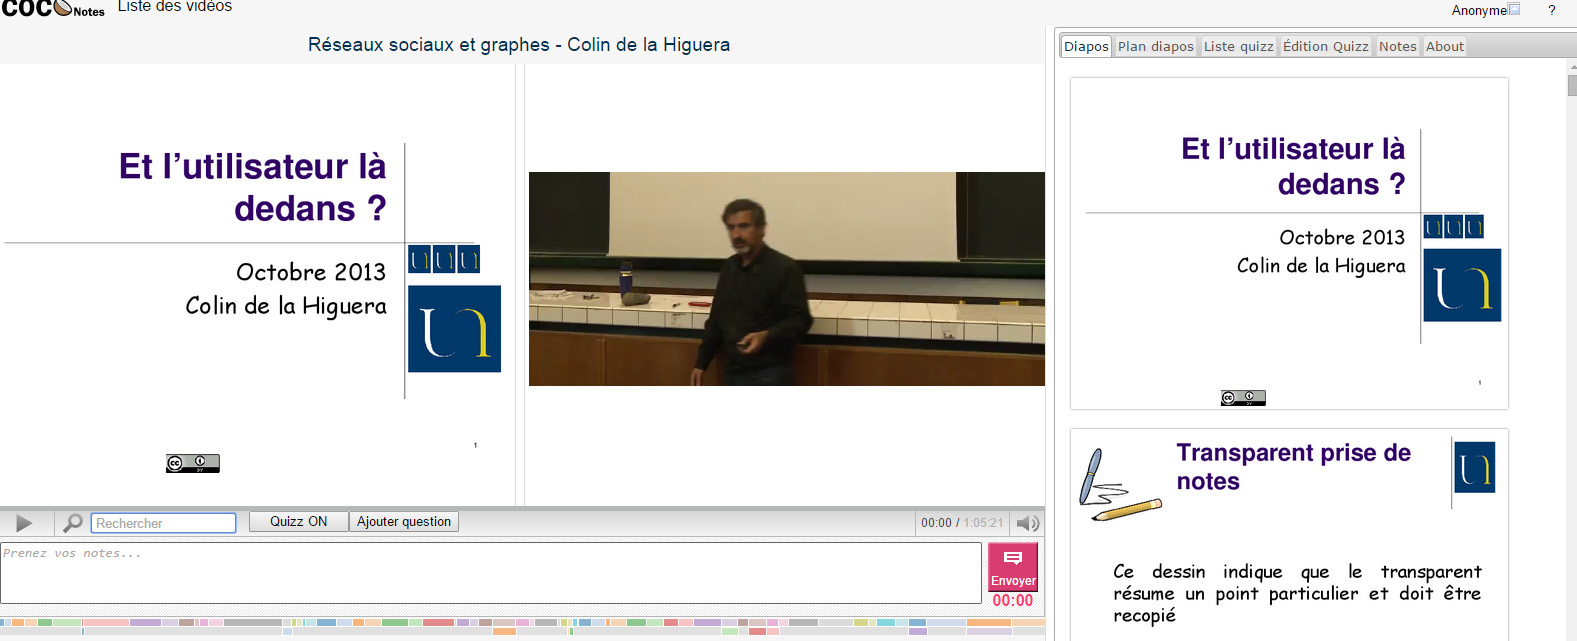 COCO Notes
Liste des vidéos
Anonyme
?
Réseaux sociaux et graphes - Colin de la Higuera
Et l’utilisateur là
dedans ?
Octobre 2013
Colin de la Higuera
1
cc
BY
Rechercher
Quizz ON
Ajouter question
00:00 / 1:05:21
Prenez vos notes...
Envoyer
00:00
Diapos
Plan diapos
Liste quizz
Édition Quizz
Notes
About
Et l’utilisateur là
dedans ?
Octobre 2013
Colin de la Higuera
1
cc
BY
Transparent prise de
notes
Ce dessin indique que le transparent
résume un point particulier et doit être
recopié